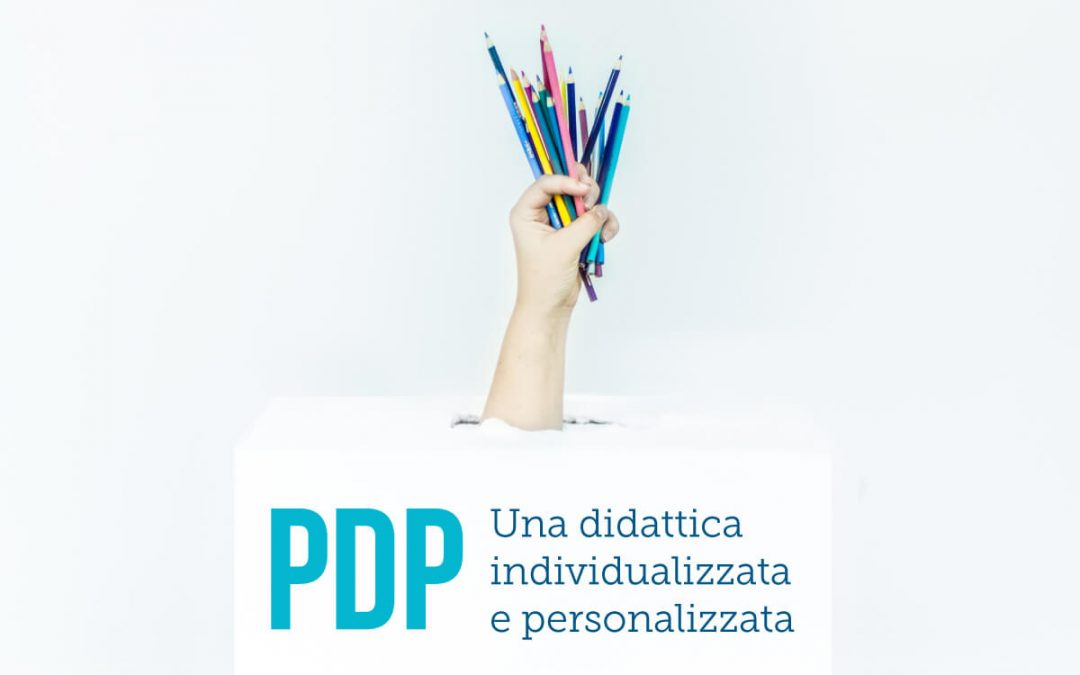 PDP
Una didattica
individualizzata
e personalizzata